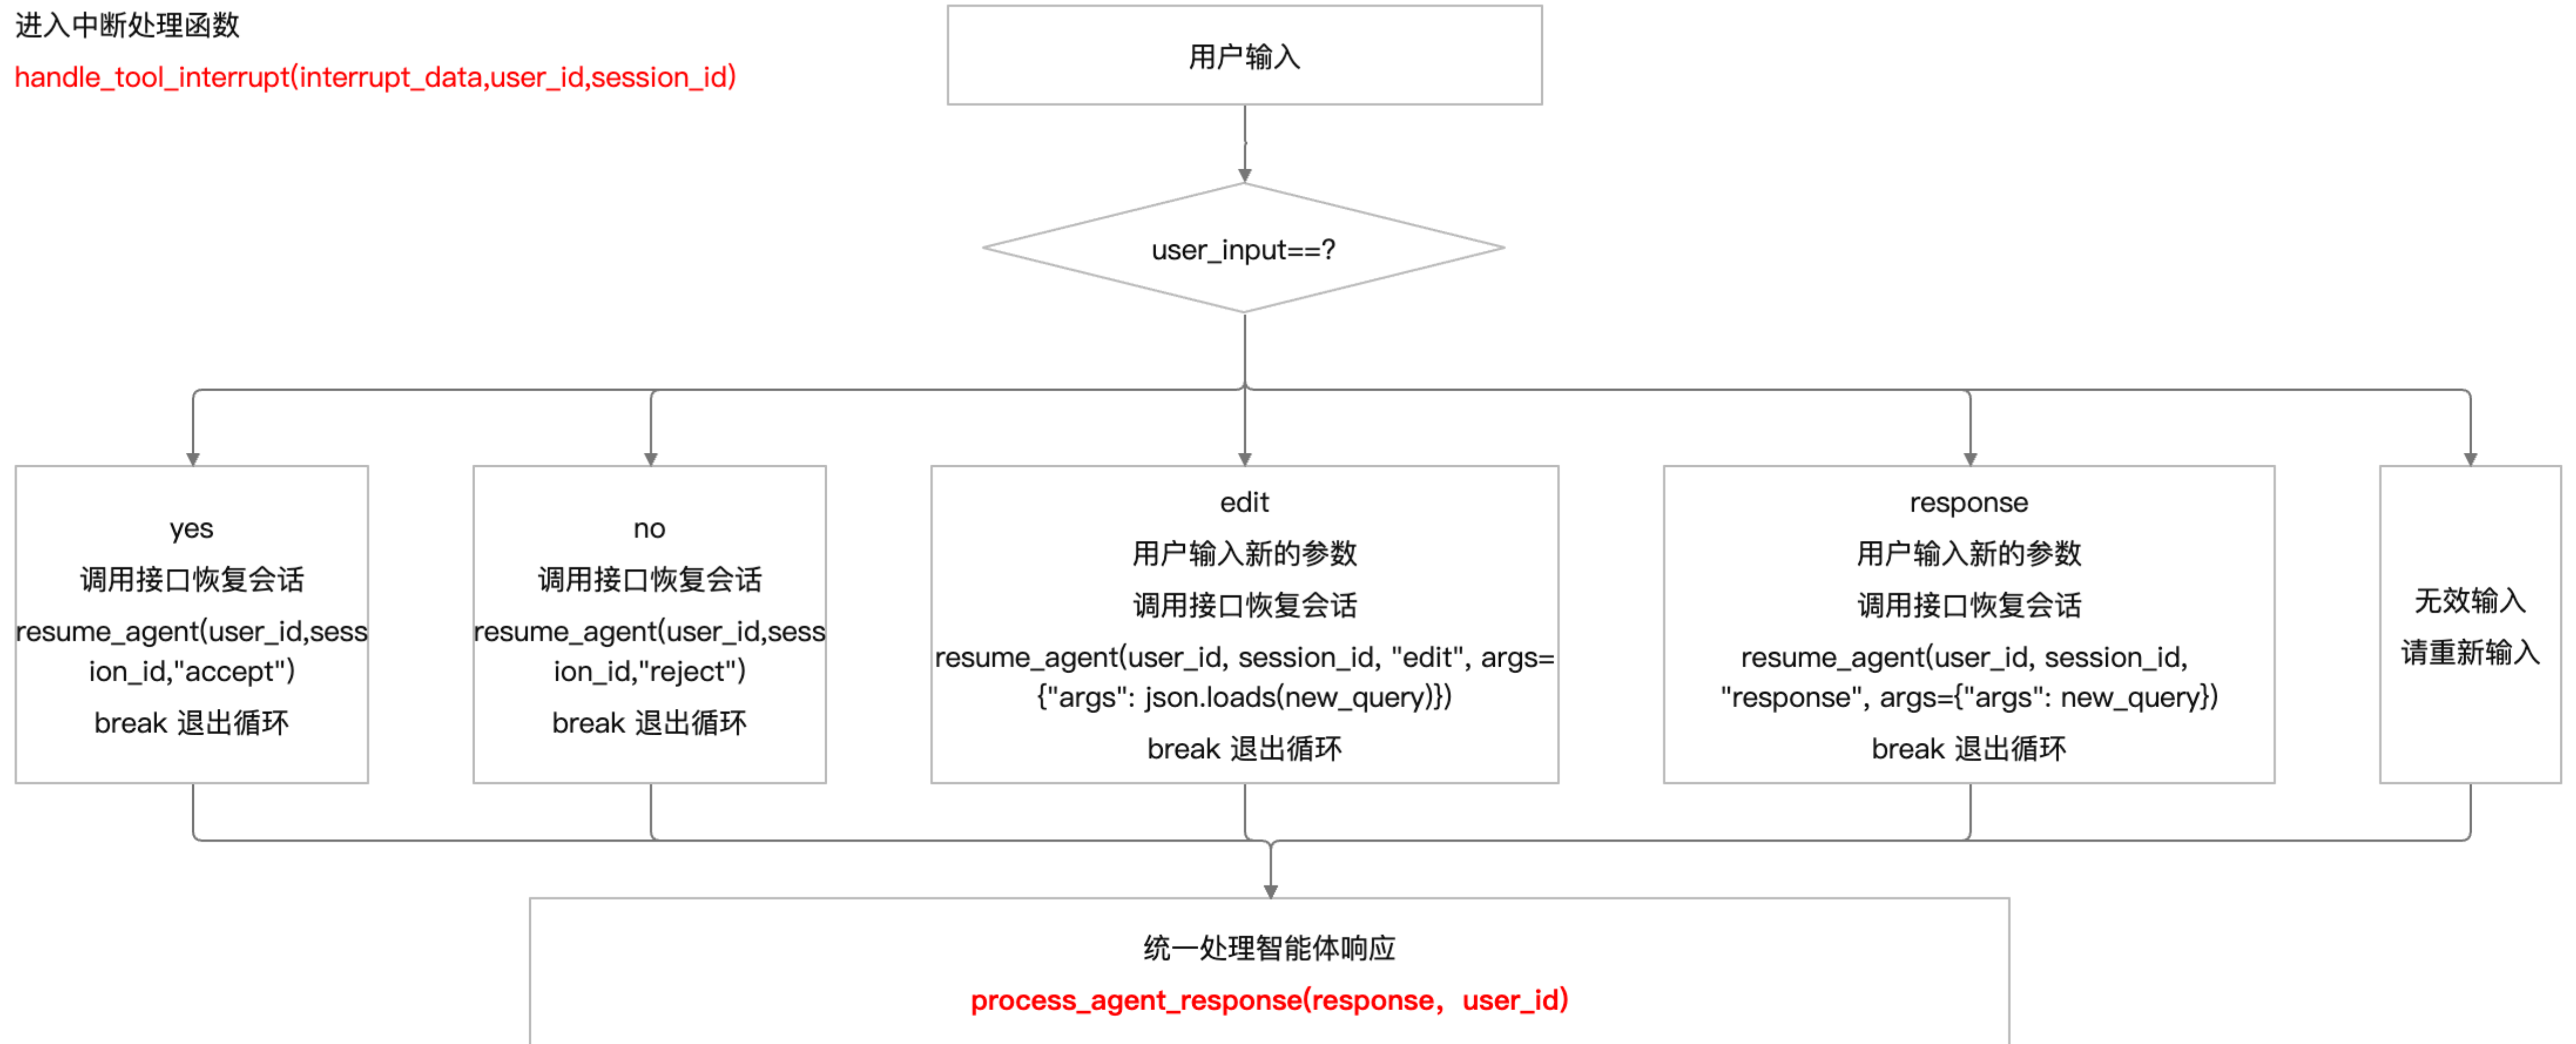 进入中断处理函数
handle_tool_interrupt(interrupt_data,user_id,session_id)
用户输入
user_input==?
yes
调用接口恢复会话
resume_agent(user_id,sess
ion_id,"accept")
break 退出循环
no
调用接口恢复会话
resume_agent(user_id,sess
ion_id,"reject")
break 退出循环
edit
用户输入新的参数
调用接口恢复会话
resume_agent(user_id, session_id, "edit", args=
{"args": json.loads(new_query)})
break 退出循环
response
用户输入新的参数
调用接口恢复会话
resume_agent(user_id, session_id,
"response", args={"args": new_query})
break 退出循环
无效输入
请重新输入
统一处理智能体响应
process_agent_response(response，user_id)